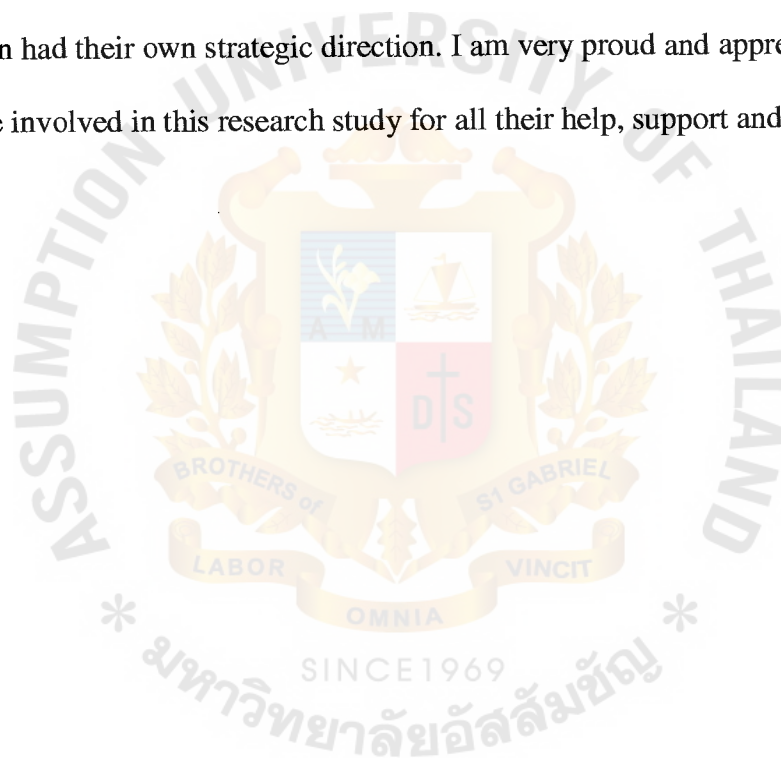 n had their own strategic direction. I am very proud and appre
e involved in this research study for all their help, support and
ASSUMPTION UNIVERSITY OF THAILAND
A M
D S
BROTHERS of ST GABRIEL
LABOR OMNIA VINCIT
SINCE1969
มหาวิทยาลัยอัสสัมชัญ